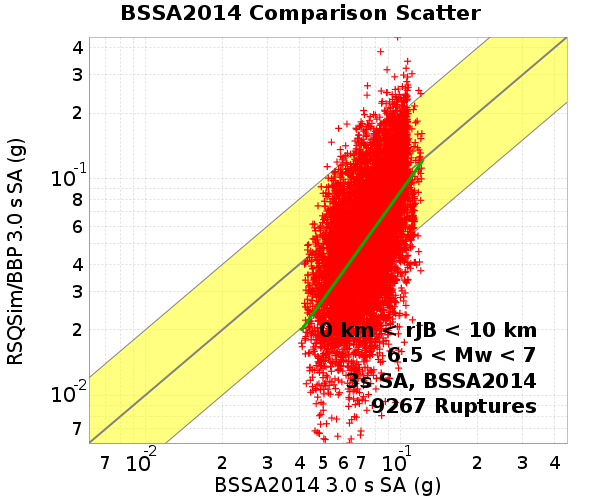 BSSA2014 Comparison Scatter
RSQSim/BBP 3.0 s SA (g)
4
3
2
10-1
8
6
4
3
2
10-2
7
0 km < rJB < 10 km
6.5 < Mw < 7
3s SA, BSSA2014
9267 Ruptures
7 10-2 2 3 4 5 6 7 10-1 2 3 4
BSSA2014 3.0 s SA (g)